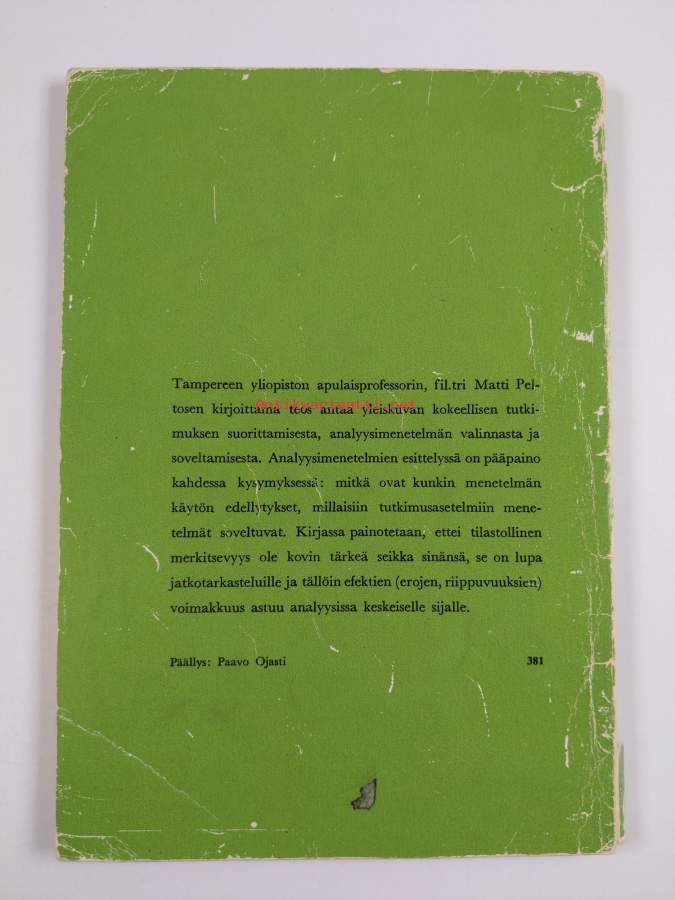 Tampereen yliopiston apulaisprofessorin, fil.tri Matti Pel-
tosen kirjoittama teos antaa yleiskuvan kokeellisen tutki-
Antikvariaatti.net
muksen suorittamisesta, analyysimenetelmän valinnasta ja
soveltamisesta. Analyysimenetelmien esittelyssä on pääpaino
kahdessa kysymyksessä: mitkä ovat kunkin menetelmän
käytön edellytykset, millaisiin tutkimusasetelmiin mene-
telmät soveltuvat. Kirjassa painotetaan, ettei tilastollinen
merkitsevyys ole kovin tärkeä seikka sinänsä, se on lupa
jatkotarkasteluille ja tällöin efektien (erojen, riippuvuuksien)
voimakkuus astuu analyysissa keskeiselle sijalle.
Päällys: Paavo Ojasti 381